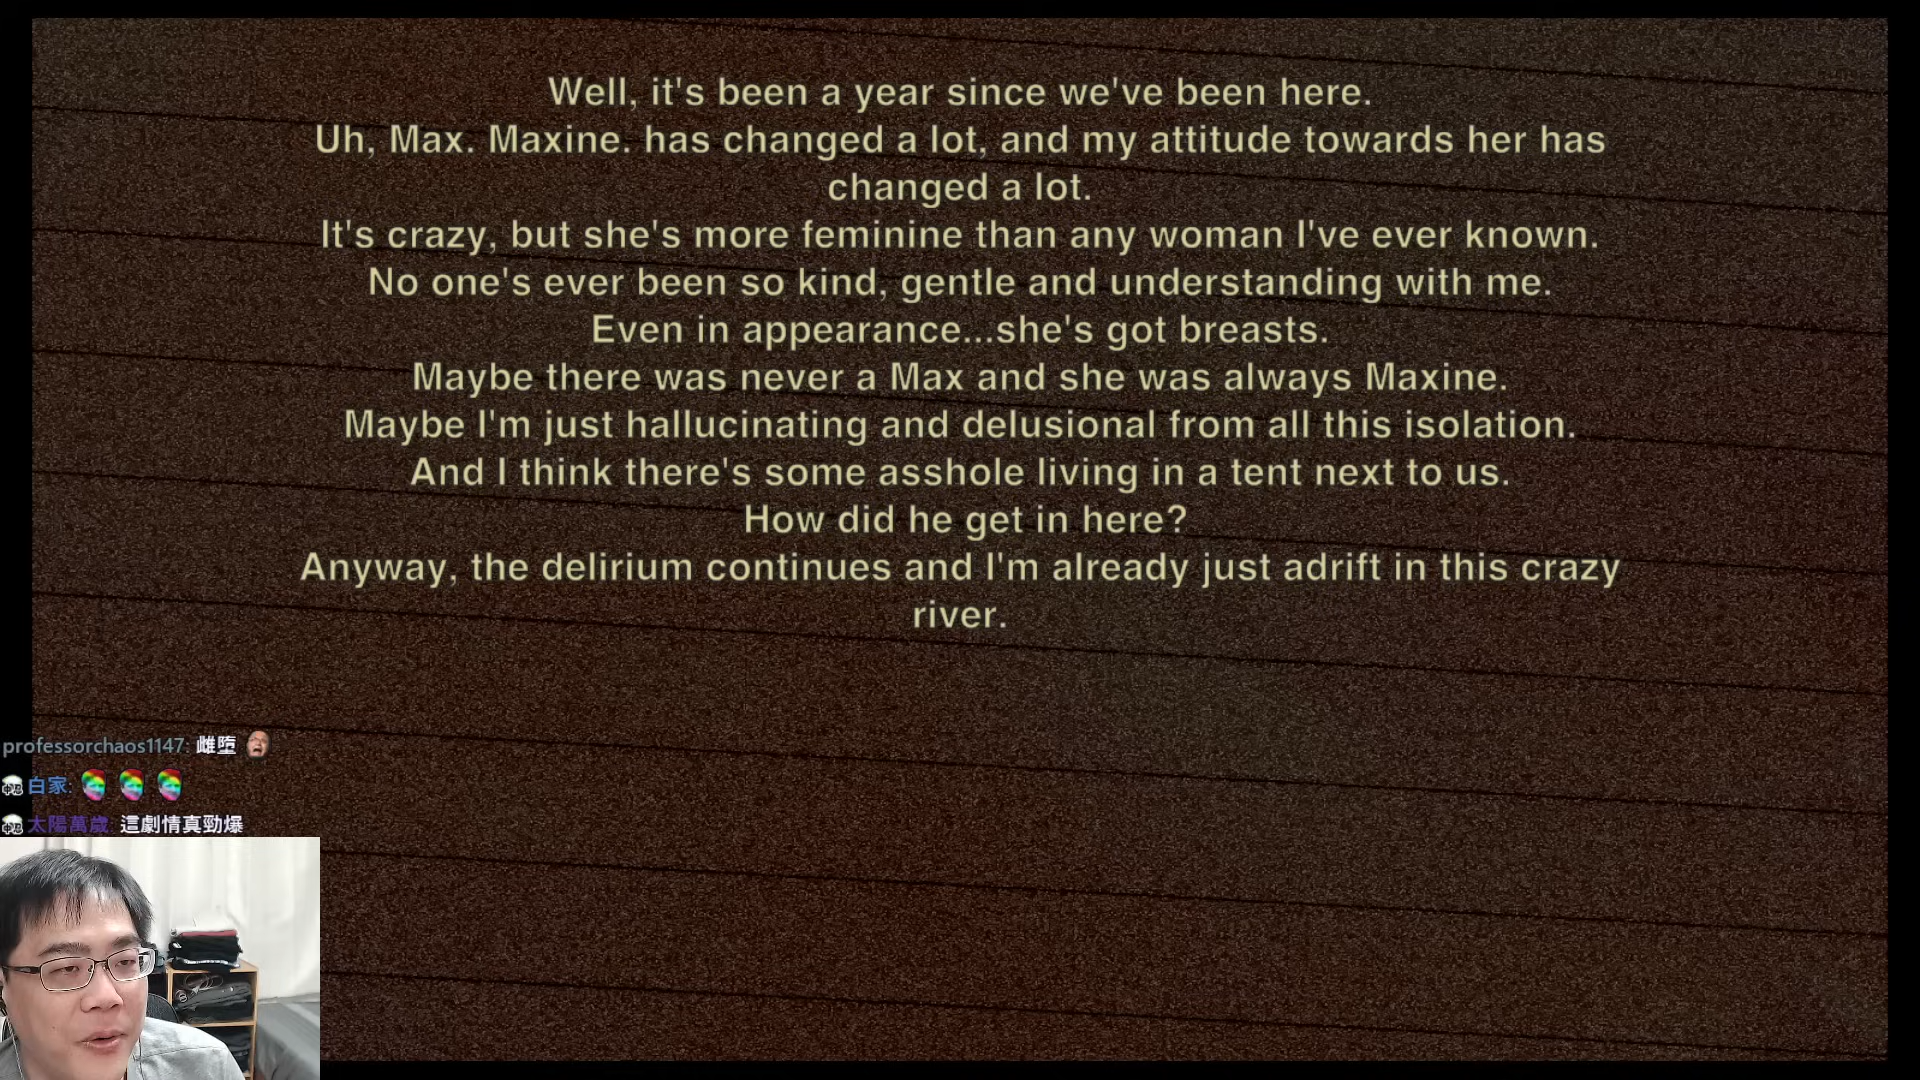 Well, it's been a year since we've been here.
Uh, Max. Maxine. has changed a lot, and my attitude towards her has
changed a lot.
It's crazy, but she's more feminine than any woman I've ever known.
No one's ever been so kind, gentle and understanding with me.
Even in appearance...she's got breasts.
Maybe there was never a Max and she was always Maxine.
Maybe I'm just hallucinating and delusional from all this isolation.
And I think there's some asshole living in a tent next to us.
How did he get in here?
Anyway, the delirium continues and I'm already just adrift in this crazy
river.
professorchaos1147: 雌墮
白家:
太陽萬歲: 這劇情真勁爆